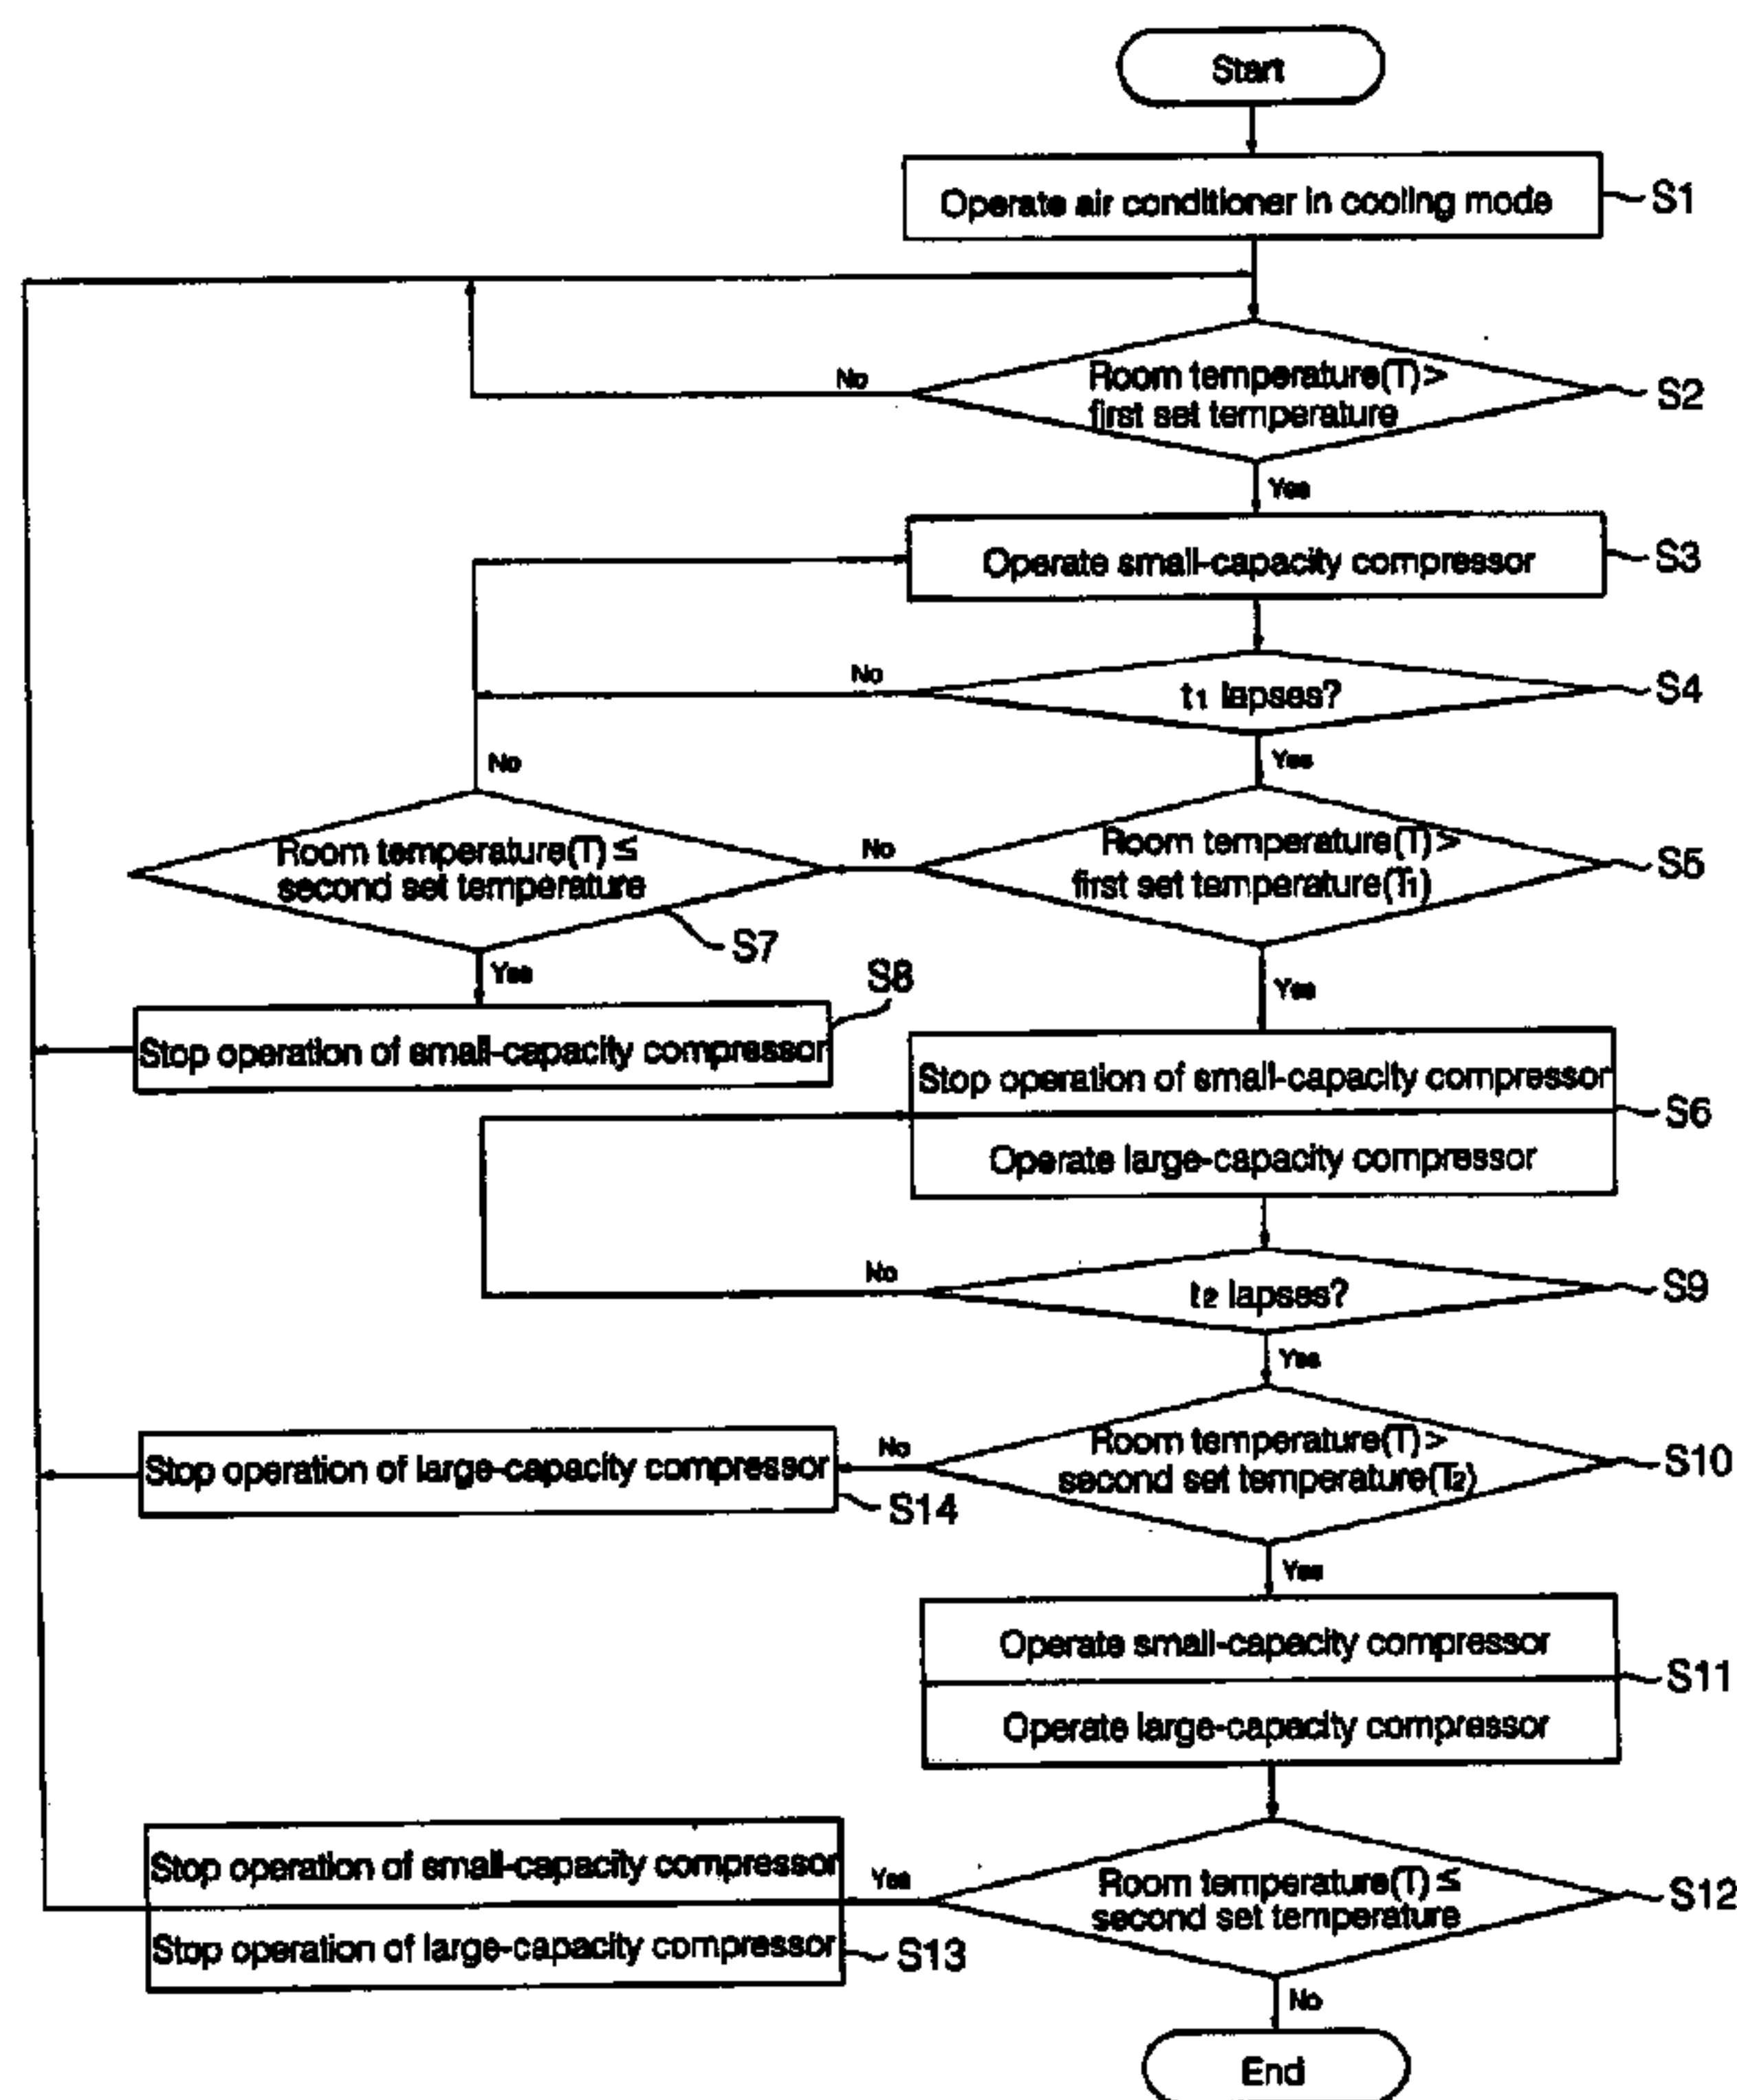 Start
Operate air conditioner in cooling mode
S1
No
Room temperature(T)>
first set temperature
S2
Yes
Operate small-capacity compressor
S3
No
t1 lapses?
S4
Yes
No
Room temperature(T)≤
second set temperature
S7
No
Room temperature(T)>
first set temperature(T1)
S5
Yes
Yes
Stop operation of small-capacity compressor
S8
Stop operation of small-capacity compressor
Operate large-capacity compressor
S6
No
t2 lapses?
S9
Yes
Stop operation of large-capacity compressor
S14
No
Room temperature(T)>
second set temperature(T2)
S10
Yes
Operate small-capacity compressor
Operate large-capacity compressor
S11
Stop operation of small-capacity compressor
Stop operation of large-capacity compressor
S13
Yes
Room temperature(T)≤
second set temperature
S12
No
End